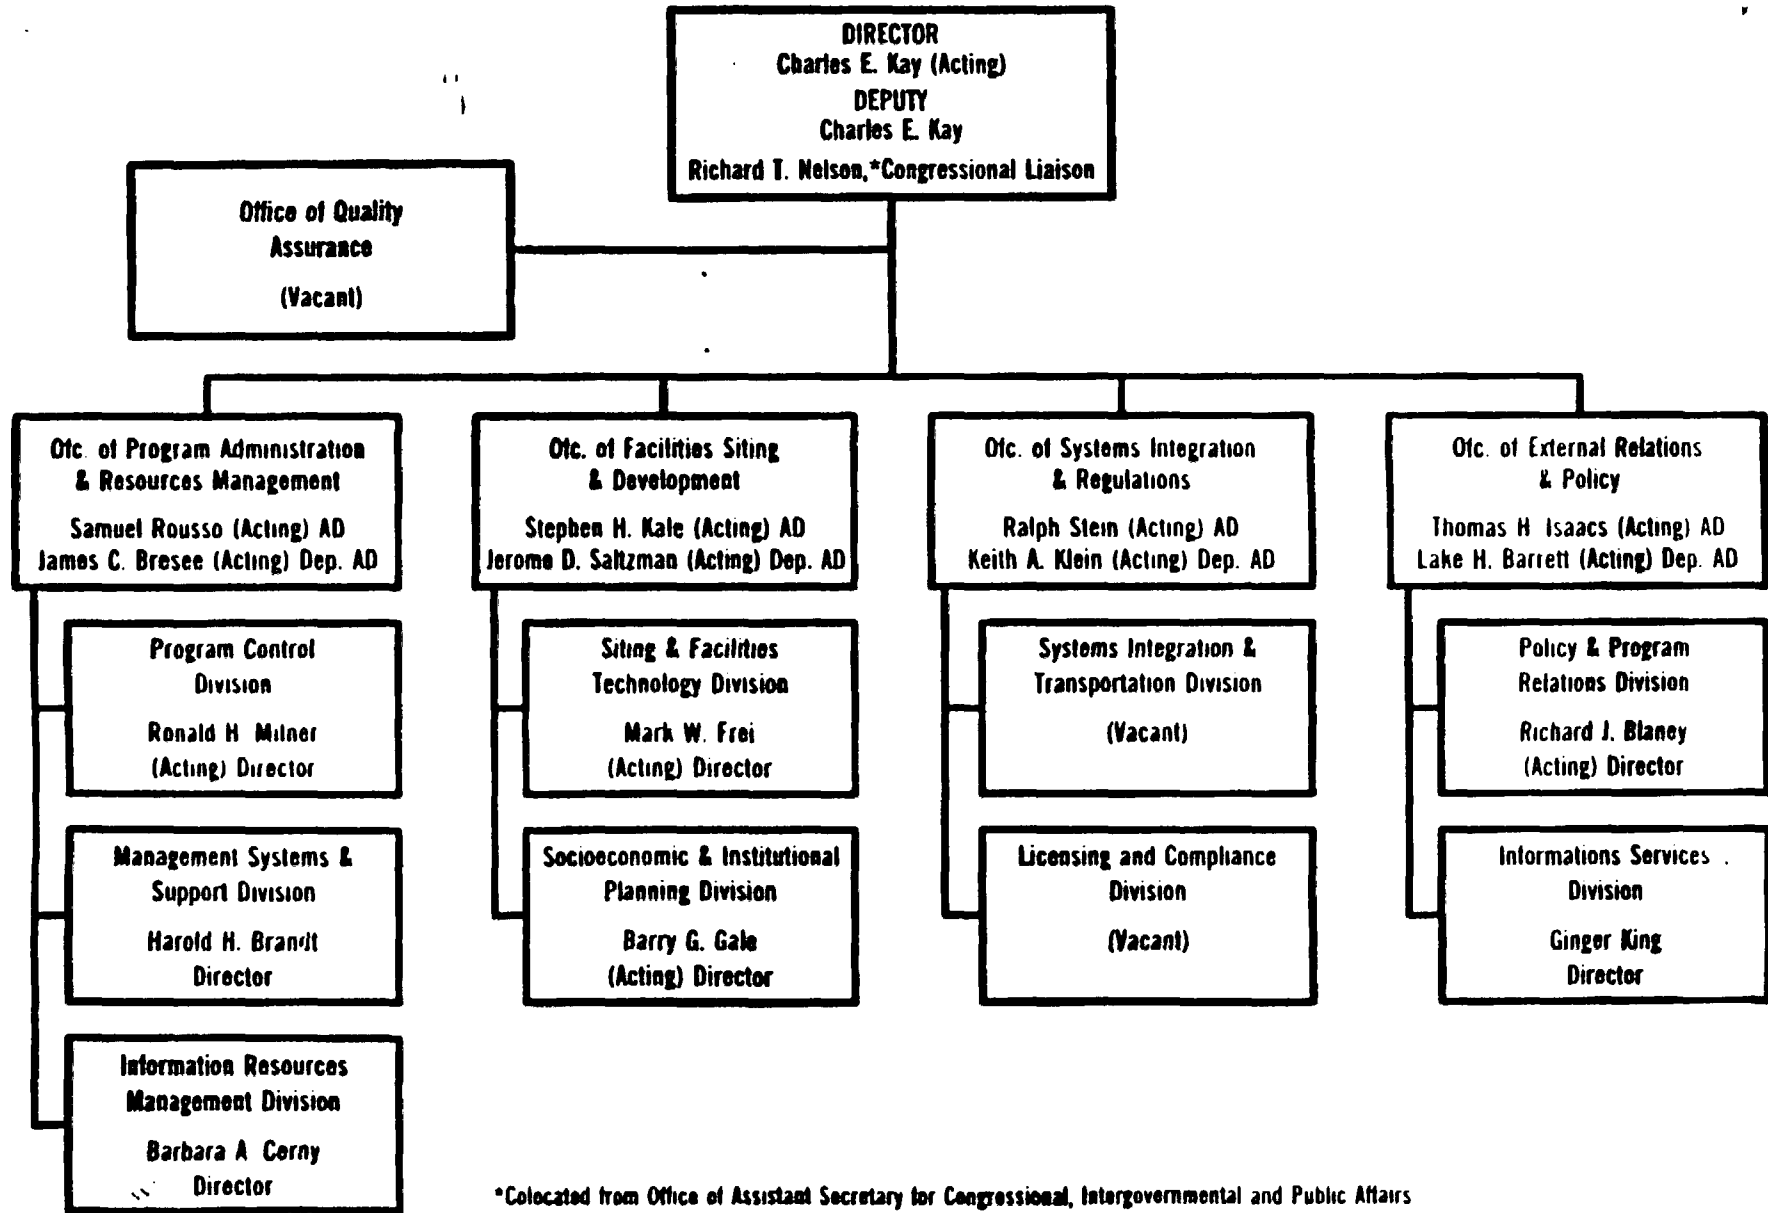 DIRECTOR
Charles E. Kay (Acting)
DEPUTY
Charles E. Kay
Richard T. Nelson,*Congressional Liaison
Office of Quality
Assurance
(Vacant)
Ofc. of Program Administration
& Resources Management
Samuel Rousso (Acting) AD
James C. Bresee (Acting) Dep. AD
Program Control
Division
Ronald H Milner
(Acting) Director
Management Systems &
Support Division
Harold H. Brandt
Director
Information Resources
Management Division
Barbara A Cerny
Director
Ofc. of Facilities Siting
& Development
Stephen H. Kale (Acting) AD
Jerome D. Saltzman (Acting) Dep. AD
Siting & Facilities
Technology Division
Mark W. Frei
(Acting) Director
Socioeconomic & Institutional
Planning Division
Barry G. Gale
(Acting) Director
Ofc. of Systems Integration
& Regulations
Ralph Stein (Acting) AD
Keith A. Klein (Acting) Dep. AD
Systems Integration &
Transportation Division
(Vacant)
Licensing and Compliance
Division
(Vacant)
Ofc. of External Relations
& Policy
Thomas H Isaacs (Acting) AD
Lake H. Barrett (Acting) Dep. AD
Policy & Program
Relations Division
Richard J. Blaney
(Acting) Director
Informations Services
Division
Ginger King
Director
*Colocated from Office of Assistant Secretary for Congressional, Intergovernmental and Public Affairs